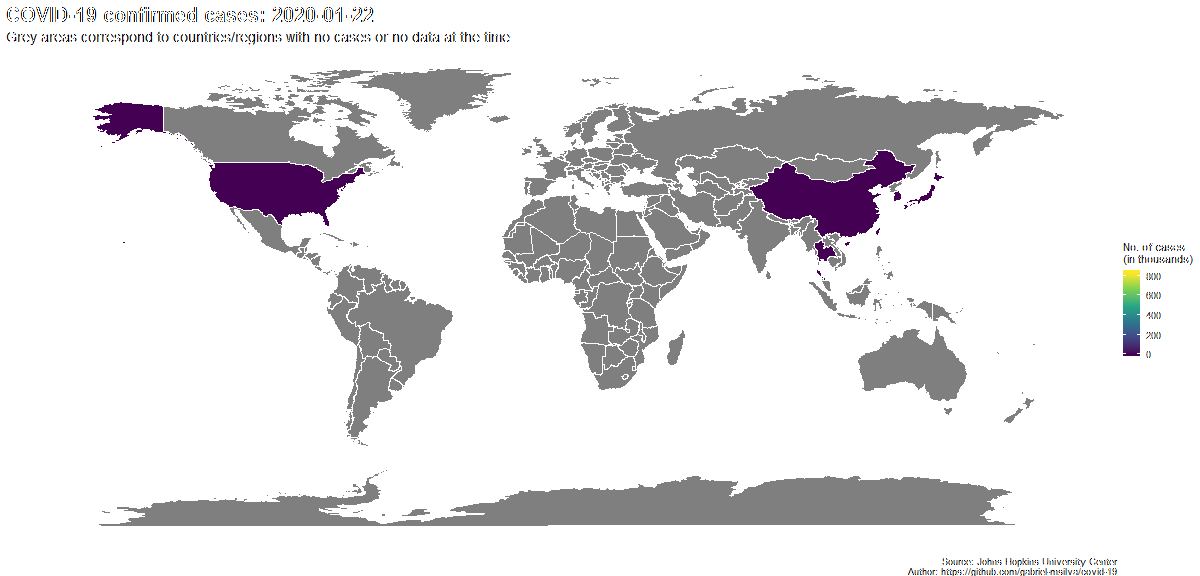 COVID-19 confirmed cases: 2020-01-22
Grey areas correspond to countries/regions with no cases or no data at the time
No. of cases
(in thousands)
800
600
400
200
0
Source: Johns Hopkins University Center
Author: https://github.com/gabriel-msilva/covid-19